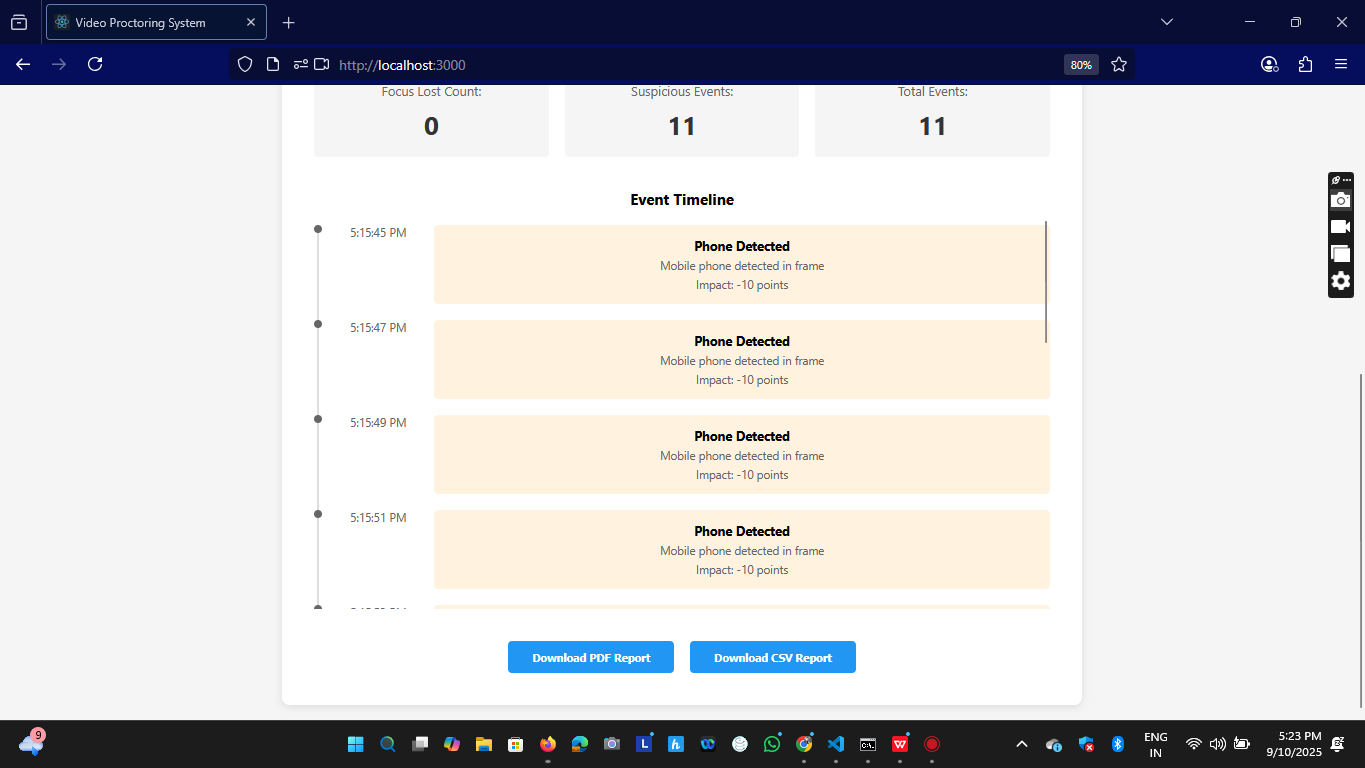 Video Proctoring System
http://localhost:3000
80%
Focus Lost Count:
0
Suspicious Events:
11
Total Events:
11
Event Timeline
5:15:45 PM
Phone Detected
Mobile phone detected in frame
Impact: -10 points
5:15:47 PM
Phone Detected
Mobile phone detected in frame
Impact: -10 points
5:15:49 PM
Phone Detected
Mobile phone detected in frame
Impact: -10 points
5:15:51 PM
Phone Detected
Mobile phone detected in frame
Impact: -10 points
Download PDF Report
Download CSV Report
9
L
h
W
ENG
IN
5:23 PM
9/10/2025